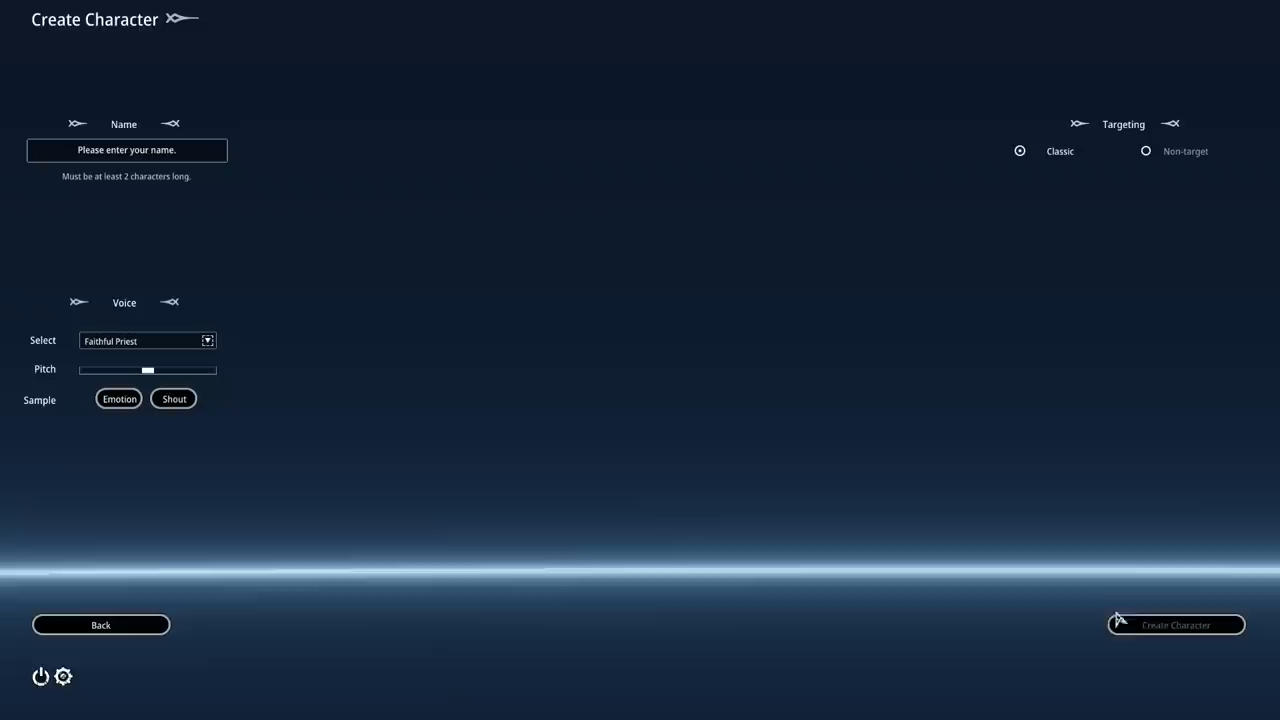 Create Character
Name
Please enter your name.
Must be at least 2 characters long.
Targeting
Classic
Non-target
Voice
Select
Faithful Priest
Pitch
Sample
Emotion
Shout
Back
Create Character